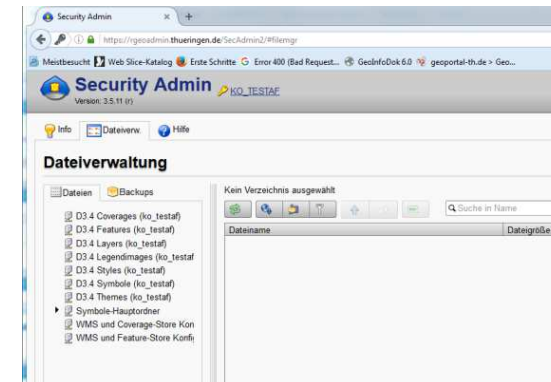 Security Admin × +
https://rgeoadmin.thueringen.de/SecAdmin2/#filemgr
Meistbesucht Web Slice-Katalog Erste Schritte Error 400 (Bad Request... GeoInfoDok 6.0 geoportal-th.de > Geo...
Security Admin KO_TESTAF
Version: 3.5.11 (r)
Info Dateiverw. Hilfe
Dateiverwaltung
Dateien Backups
Kein Verzeichnis ausgewählt
Suche in Name
Dateiname Dateigröße
D3.4 Coverages (ko_testaf)
D3.4 Features (ko_testaf)
D3.4 Layers (ko_testaf)
D3.4 Legendimages (ko_testaf
D3.4 Styles (ko_testaf)
D3.4 Symbole (ko_testaf)
D3.4 Themes (ko_testaf)
Symbole-Hauptordner
WMS und Coverage-Store Kon
WMS und Feature-Store Konfi